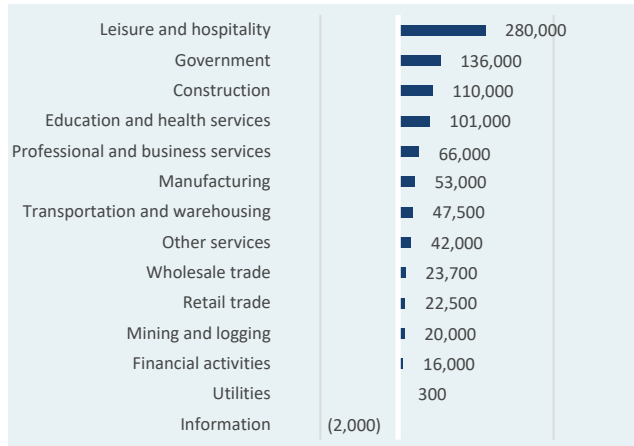 Leisure and hospitality 280,000
Government 136,000
Construction 110,000
Education and health services 101,000
Professional and business services 66,000
Manufacturing 53,000
Transportation and warehousing 47,500
Other services 42,000
Wholesale trade 23,700
Retail trade 22,500
Mining and logging 20,000
Financial activities 16,000
Utilities 300
Information (2,000)